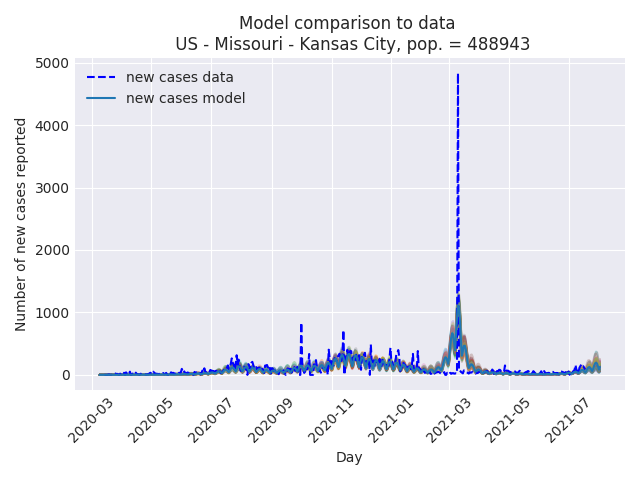 Model comparison to data
US - Missouri - Kansas City, pop. = 488943
new cases data
new cases model
Number of new cases reported
5000
4000
3000
2000
1000
0
2020-03
2020-05
2020-07
2020-09
2020-11
2021-01
2021-03
2021-05
2021-07
Day